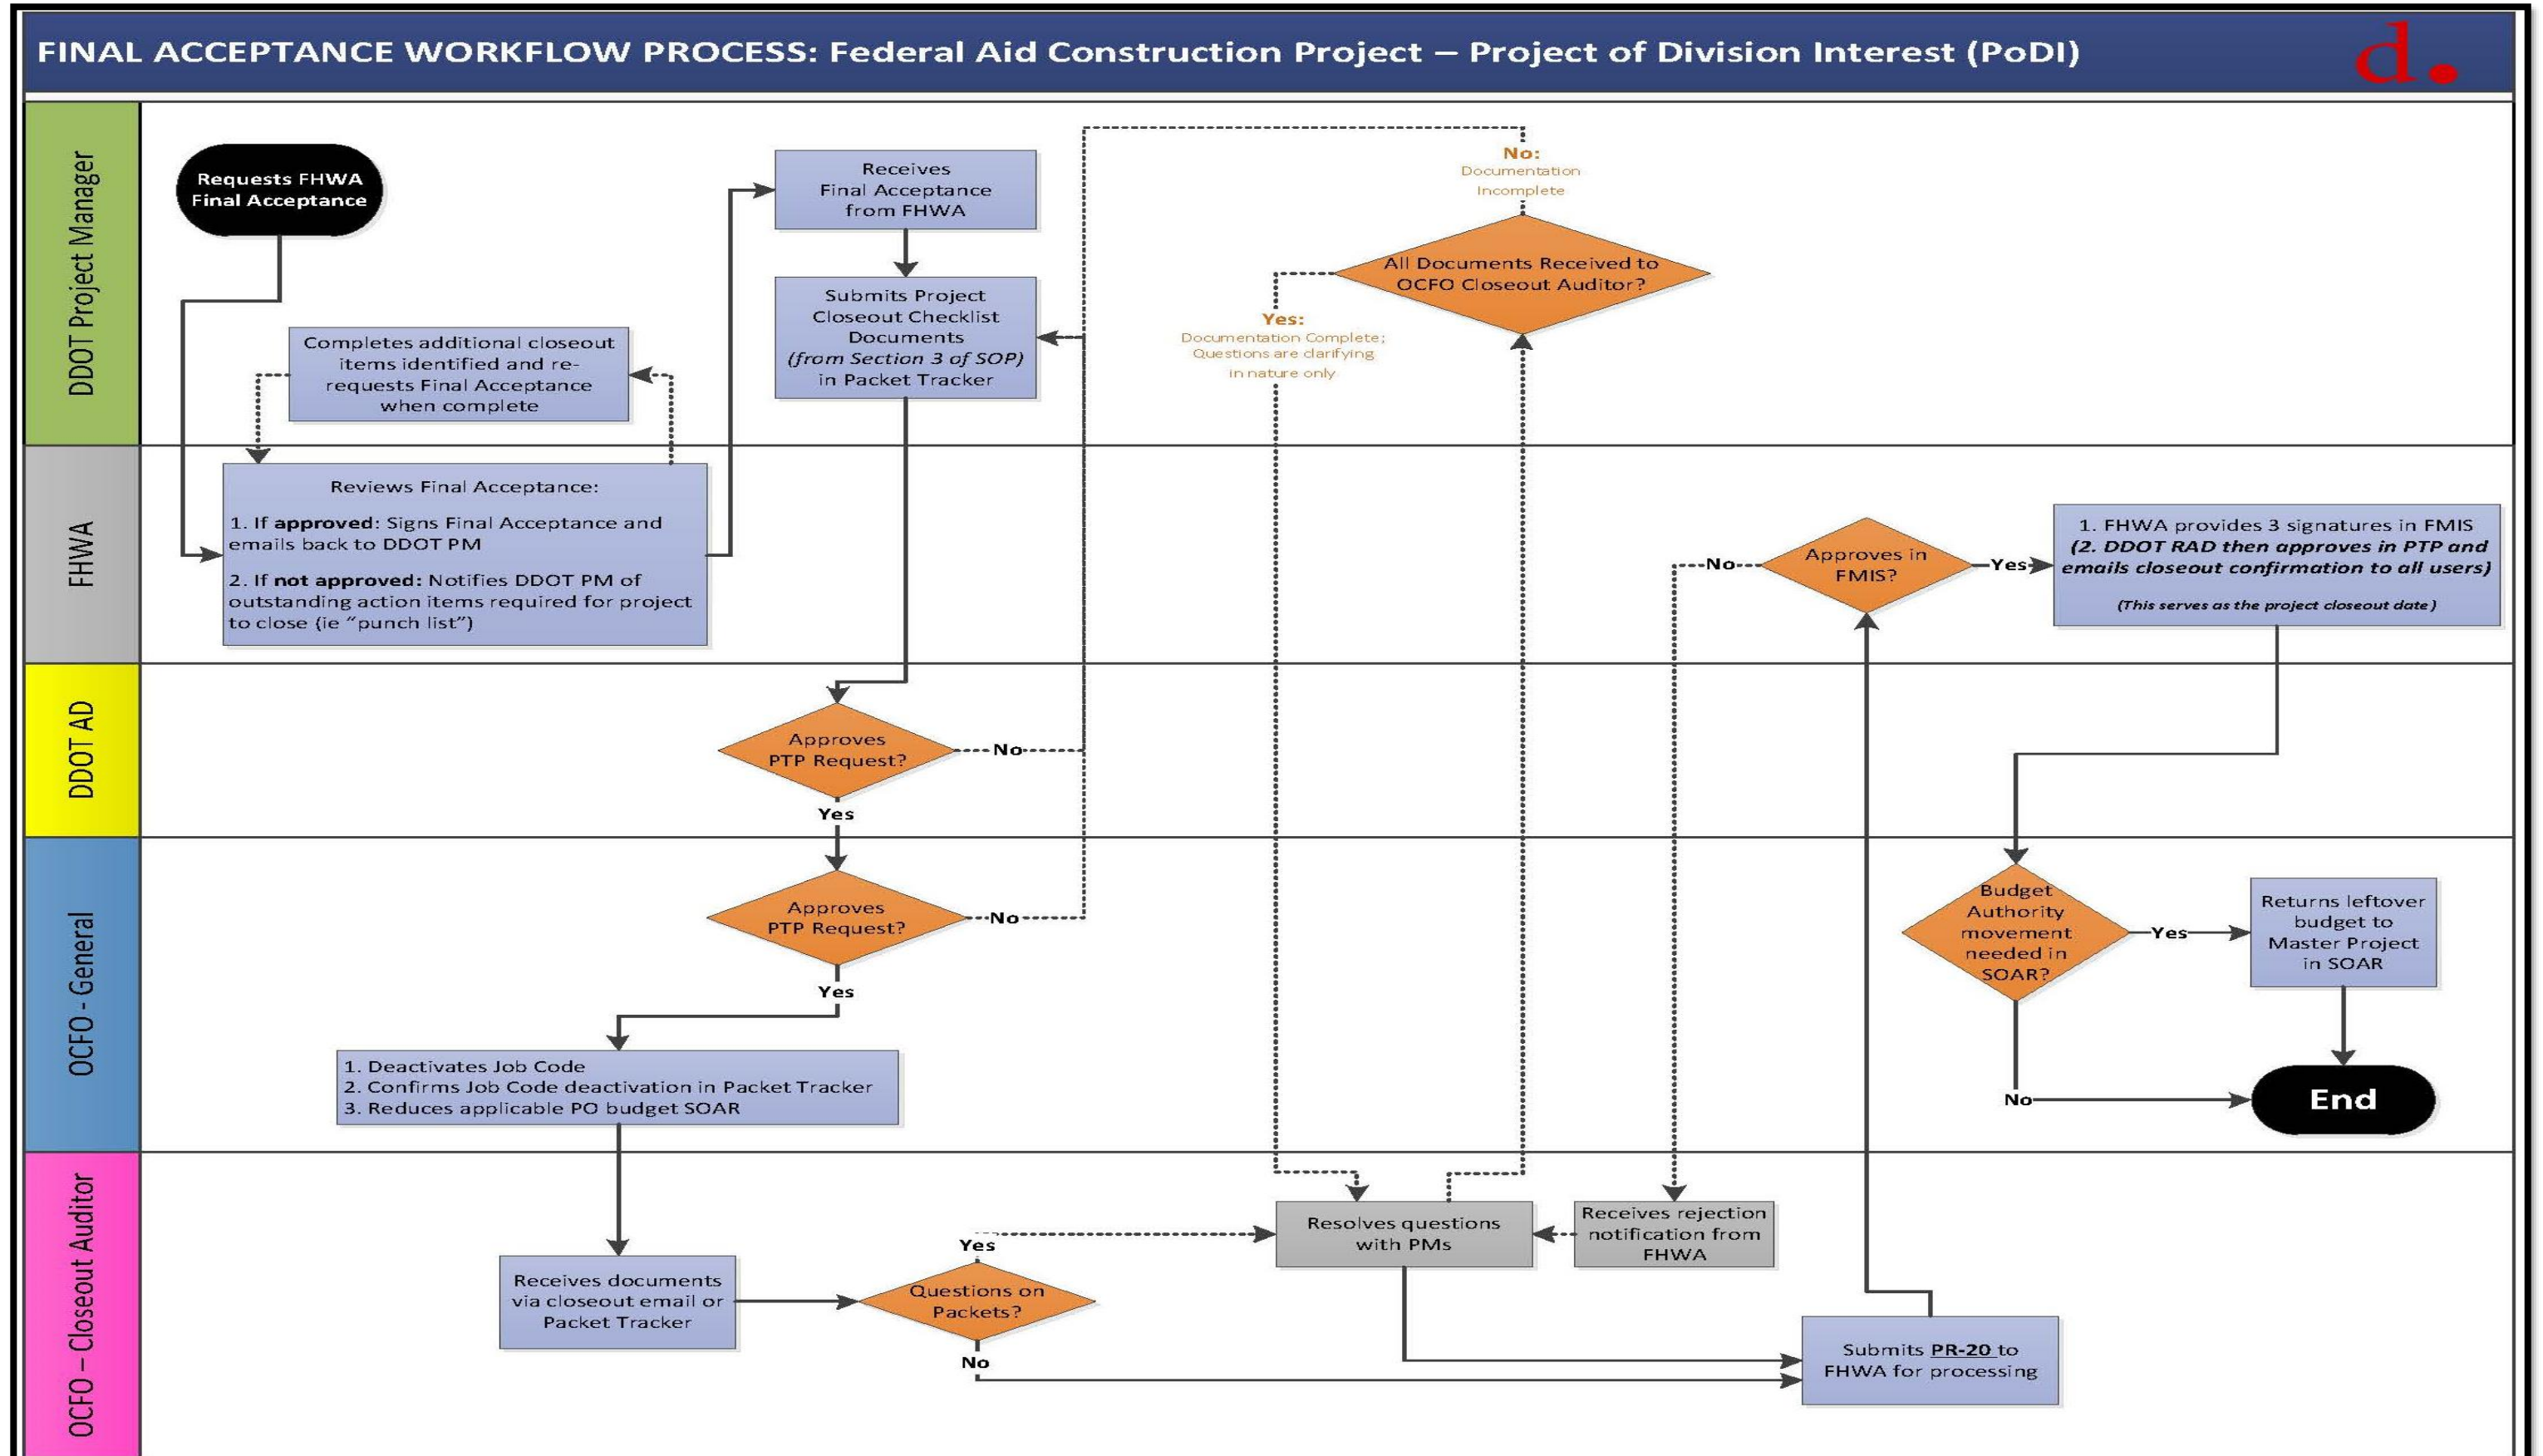 FINAL ACCEPTANCE WORKFLOW PROCESS: Federal Aid Construction Project – Project of Division Interest (PoDI)
d.
DDOT Project Manager
Requests FHWA
Final Acceptance
Receives
Final Acceptance
from FHWA
Submits Project
Closeout Checklist
Documents
(from Section 3 of SOP)
in Packet Tracker
Completes additional closeout
items identified and re-
requests Final Acceptance
when complete
No:
Documentation
Incomplete
All Documents Received to
OCFO Closeout Auditor?
Yes:
Documentation Complete;
Questions are clarifying
in nature only
FHWA
Reviews Final Acceptance:
1. If approved: Signs Final Acceptance and
emails back to DDOT PM
2. If not approved: Notifies DDOT PM of
outstanding action items required for project
to close (ie “punch list”)
No
Approves in
FMIS?
Yes
1. FHWA provides 3 signatures in FMIS
(2. DDOT RAD then approves in PTP and
emails closeout confirmation to all users)
(This serves as the project closeout date)
DDOT AD
Approves
PTP Request?
No
Yes
OCFO - General
Approves
PTP Request?
No
Yes
1. Deactivates Job Code
2. Confirms Job Code deactivation in Packet Tracker
3. Reduces applicable PO budget SOAR
Budget
Authority
movement
needed in
SOAR?
Yes
Returns leftover
budget to
Master Project
in SOAR
No
End
OCFO – Closeout Auditor
Receives documents
via closeout email or
Packet Tracker
Yes
Questions on
Packets?
No
Resolves questions
with PMs
Receives rejection
notification from
FHWA
Submits PR-20 to
FHWA for processing